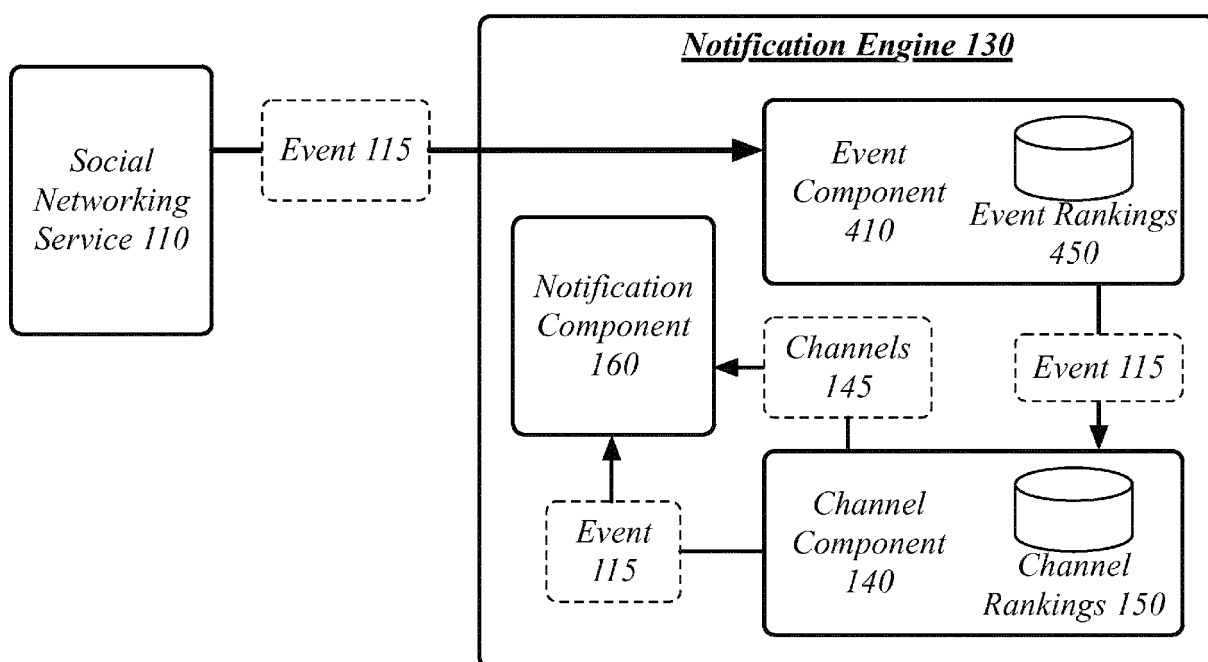 Notification Engine 130
Social
Networking
Service 110
Event 115
Event
Component
410
Event Rankings
450
Notification
Component
160
Channels
145
Event 115
Event
115
Channel
Component
140
Channel
Rankings 150